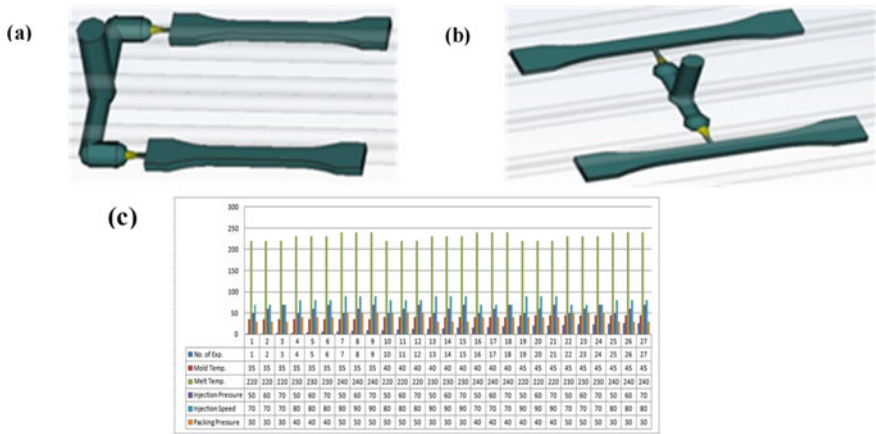 (a)
(b)
(c)
300
250
200
150
100
50
0
1 2 3 4 5 6 7 8 9 10 11 12 13 14 15 16 17 18 19 20 21 22 23 24 25 26 27
No. of Exp. 1 2 3 4 5 6 7 8 9 10 11 12 13 14 15 16 17 18 19 20 21 22 23 24 25 26 27
Mold Temp. 35 35 35 35 35 35 35 35 35 40 40 40 40 40 40 40 40 40 45 45 45 45 45 45 45 45 45
Melt Temp. 220 220 220 230 230 230 240 240 240 220 220 220 230 230 230 240 240 240 220 220 220 230 230 230 240 240 240
Injection Pressure 50 60 70 50 60 70 50 60 70 50 60 70 50 60 70 50 60 70 50 60 70 50 60 70 50 60 70
Injection Speed 70 70 70 80 80 80 90 90 90 80 80 80 90 90 90 70 70 70 90 90 90 70 70 70 80 80 80
Packing Pressure 30 30 30 40 40 40 50 50 50 50 50 50 30 30 30 40 40 40 40 40 40 50 50 50 30 30 30